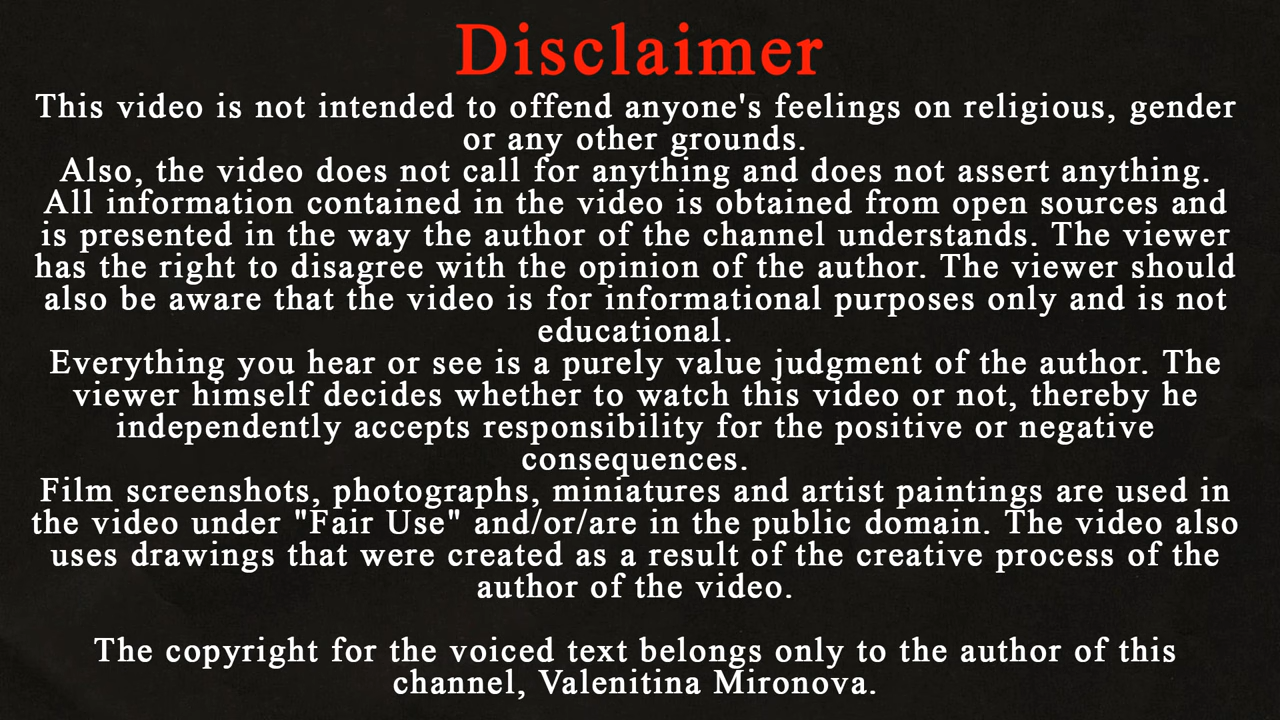 Disclaimer
This video is not intended to offend anyone's feelings on religious, gender
or any other grounds.
Also, the video does not call for anything and does not assert anything.
All information contained in the video is obtained from open sources and
is presented in the way the author of the channel understands. The viewer
has the right to disagree with the opinion of the author. The viewer should
also be aware that the video is for informational purposes only and is not
educational.
Everything you hear or see is a purely value judgment of the author. The
viewer himself decides whether to watch this video or not, thereby he
independently accepts responsibility for the positive or negative
consequences.
Film screenshots, photographs, miniatures and artist paintings are used in
the video under "Fair Use" and/or/are in the public domain. The video also
uses drawings that were created as a result of the creative process of the
author of the video.
The copyright for the voiced text belongs only to the author of this
channel, Valenitina Mironova.